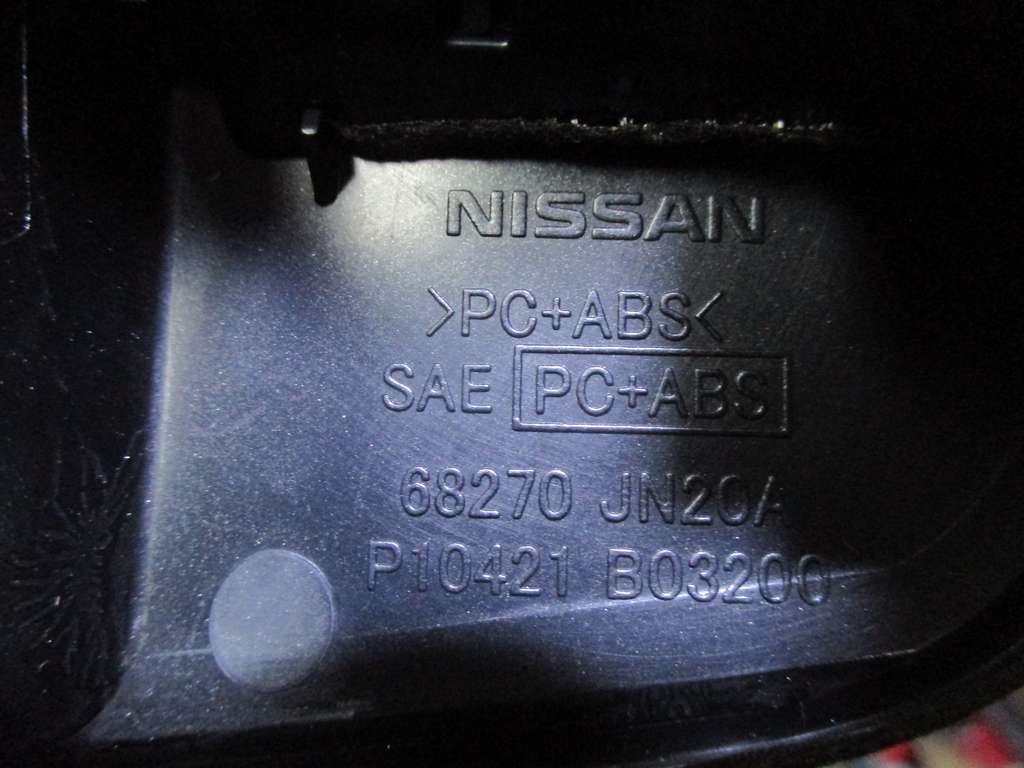 NISSAN
>PC+ABS<
SAE PC+ABS
68270 JN20A
P10421 B03200